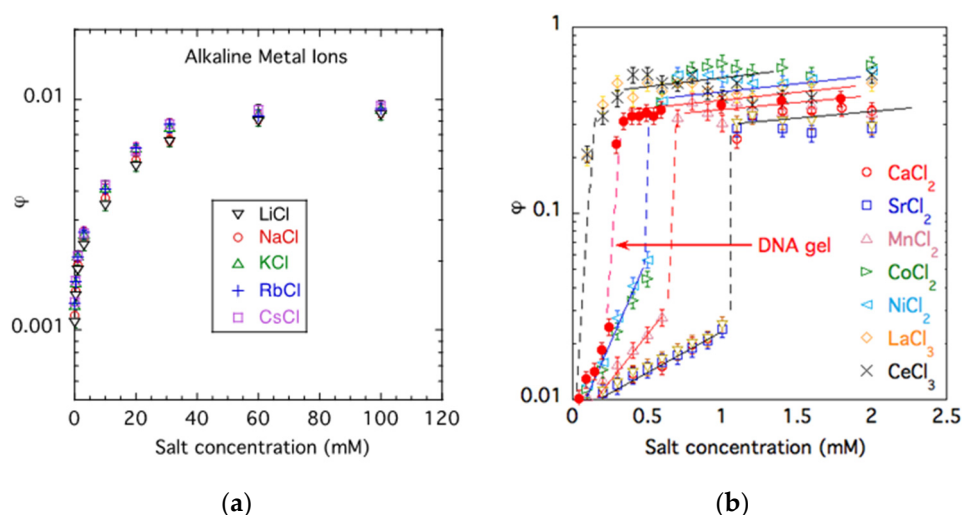 Alkaline Metal Ions
0.01
0.001
φ
LiCl
NaCl
KCl
RbCl
CsCl
0 20 40 60 80 100 120
Salt concentration (mM)
(a)
1
0.1
0.01
φ
DNA gel
CaCl₂
SrCl₂
MnCl₂
CoCl₂
NiCl₂
LaCl₃
CeCl₃
0 0.5 1 1.5 2 2.5
Salt concentration (mM)
(b)